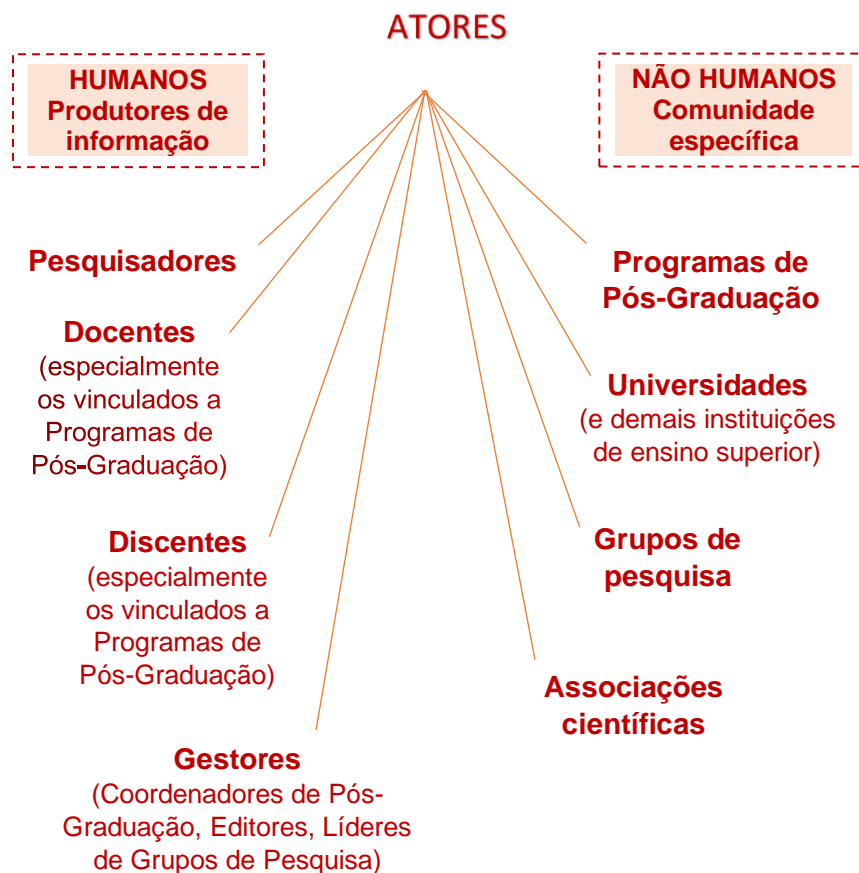 ATORES
HUMANOS
Produtores de
informação
NÃO HUMANOS
Comunidade
específica
Pesquisadores
Docentes
(especialmente
os vinculados a
Programas de
Pós-Graduação)
Discentes
(especialmente
os vinculados a
Programas de
Pós-Graduação)
Gestores
(Coordenadores de Pós-
Graduação, Editores, Líderes
de Grupos de Pesquisa)
Programas de
Pós-Graduação
Universidades
(e demais instituições
de ensino superior)
Grupos de
pesquisa
Associações
científicas